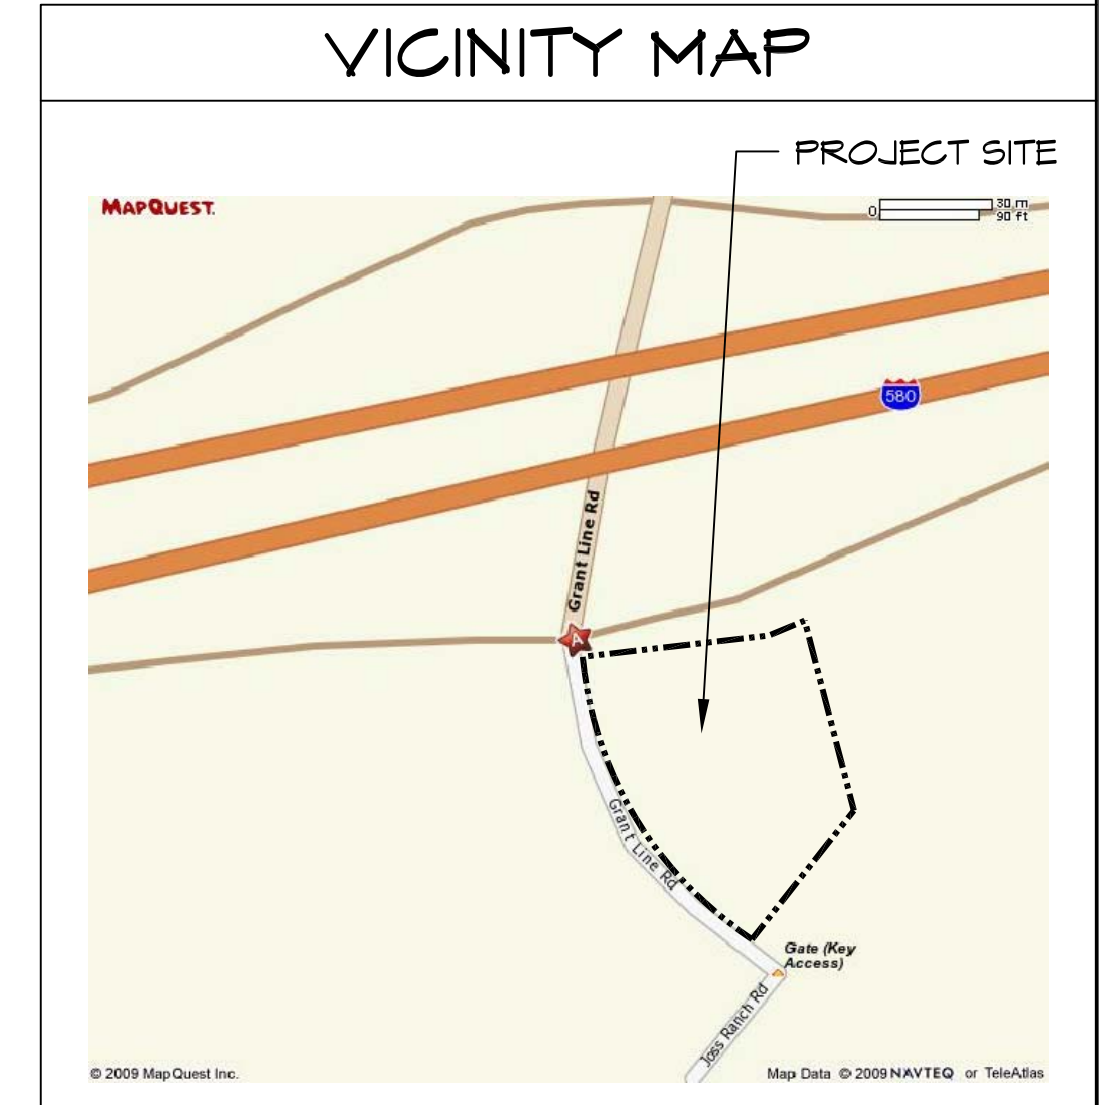 VICINITY MAP
PROJECT SITE
MAPQUEST.
0
30 m
90 ft
580
Grant Line Rd
A
Grant Line Rd
Gate (Key
Access)
Joss Ranch Rd
© 2009 MapQuest Inc.
Map Data © 2009 NAVTEQ or TeleAtlas